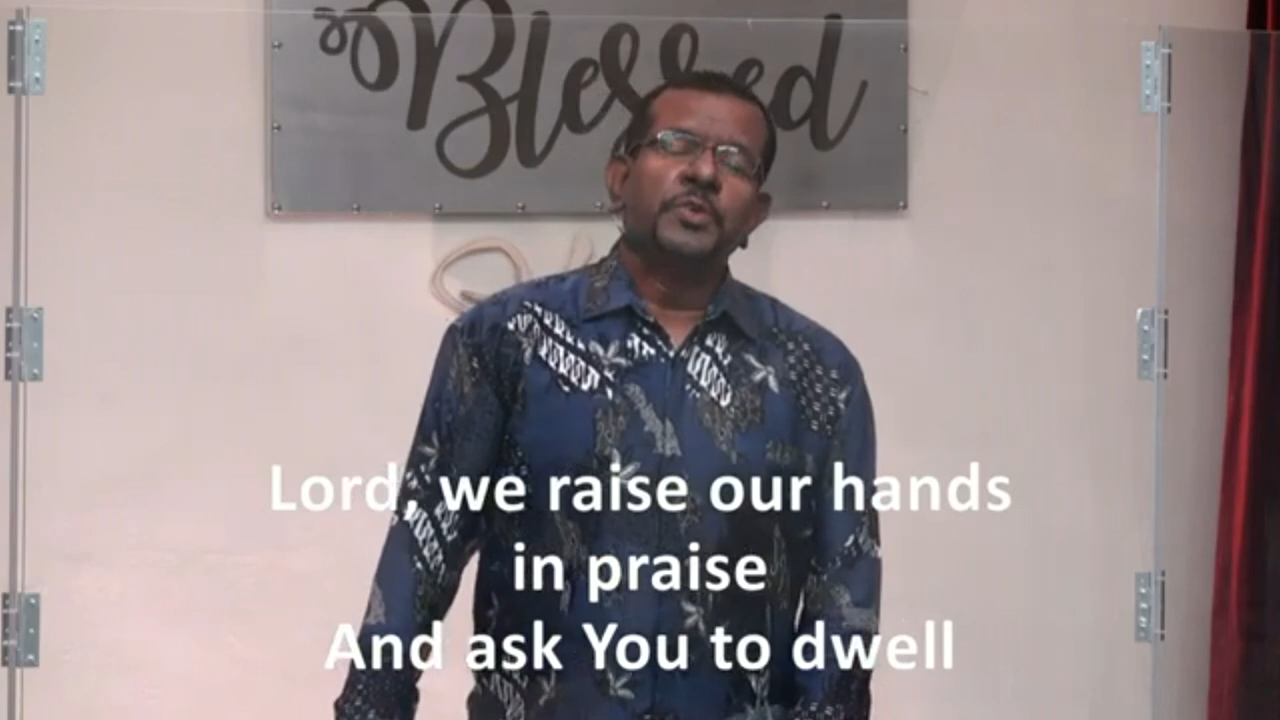 Blessed
Lord, we raise our hands
in praise
And ask You to dwell